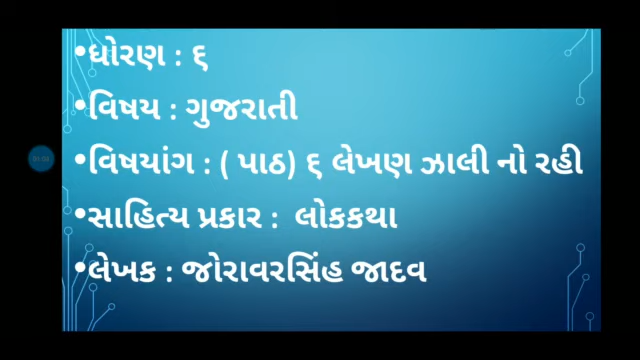 •ધોરણ : ૬
•વિષય : ગુજરાતી
•વિષયાંગ : ( પાઠ) ૬ લેખણ ઝાલી નો રહી
•સાહિત્ય પ્રકાર :  લોકકથા
•લેખક : જોરાવરસિંહ જાદવ